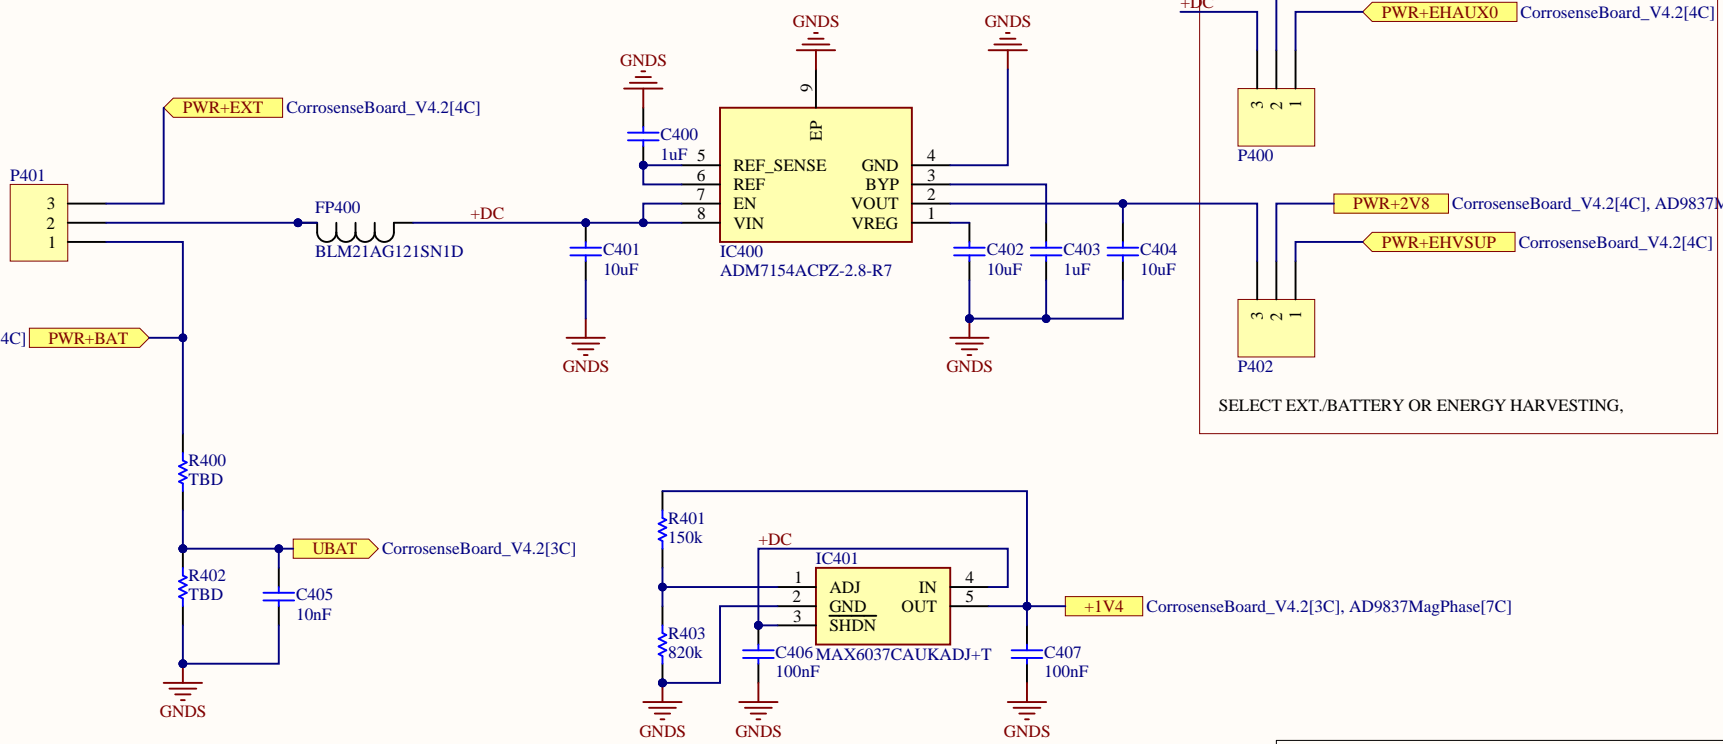 +DC
PWR+EHAUX0 CorrosenseBoard_V4.2[4C]
3 2 1
P400
GNDS
GNDS
GNDS
PWR+EXT CorrosenseBoard_V4.2[4C]
P401
3
2
1
FP400
BLM21AG121SN1D
+DC
C400
1uF
9
EP
5 REF_SENSE GND 4
6 REF BYP 3
7 EN VOUT 2
8 VIN VREG 1
IC400
ADM7154ACPZ-2.8-R7
C401
10uF
GNDS
C402
10uF
C403
1uF
C404
10uF
GNDS
PWR+2V8 CorrosenseBoard_V4.2[4C], AD9837M
PWR+EHVSUP CorrosenseBoard_V4.2[4C]
3 2 1
P402
SELECT EXT./BATTERY OR ENERGY HARVESTING,
4C] PWR+BAT
R400
TBD
UBAT CorrosenseBoard_V4.2[3C]
R402
TBD
C405
10nF
GNDS
R401
150k
+DC
IC401
1 ADJ IN 4
2 GND OUT 5
3 SHDN
MAX6037CAUKADJ+T
R403
820k
C406
100nF
C407
100nF
+1V4 CorrosenseBoard_V4.2[3C], AD9837MagPhase[7C]
GNDS
GNDS
GNDS